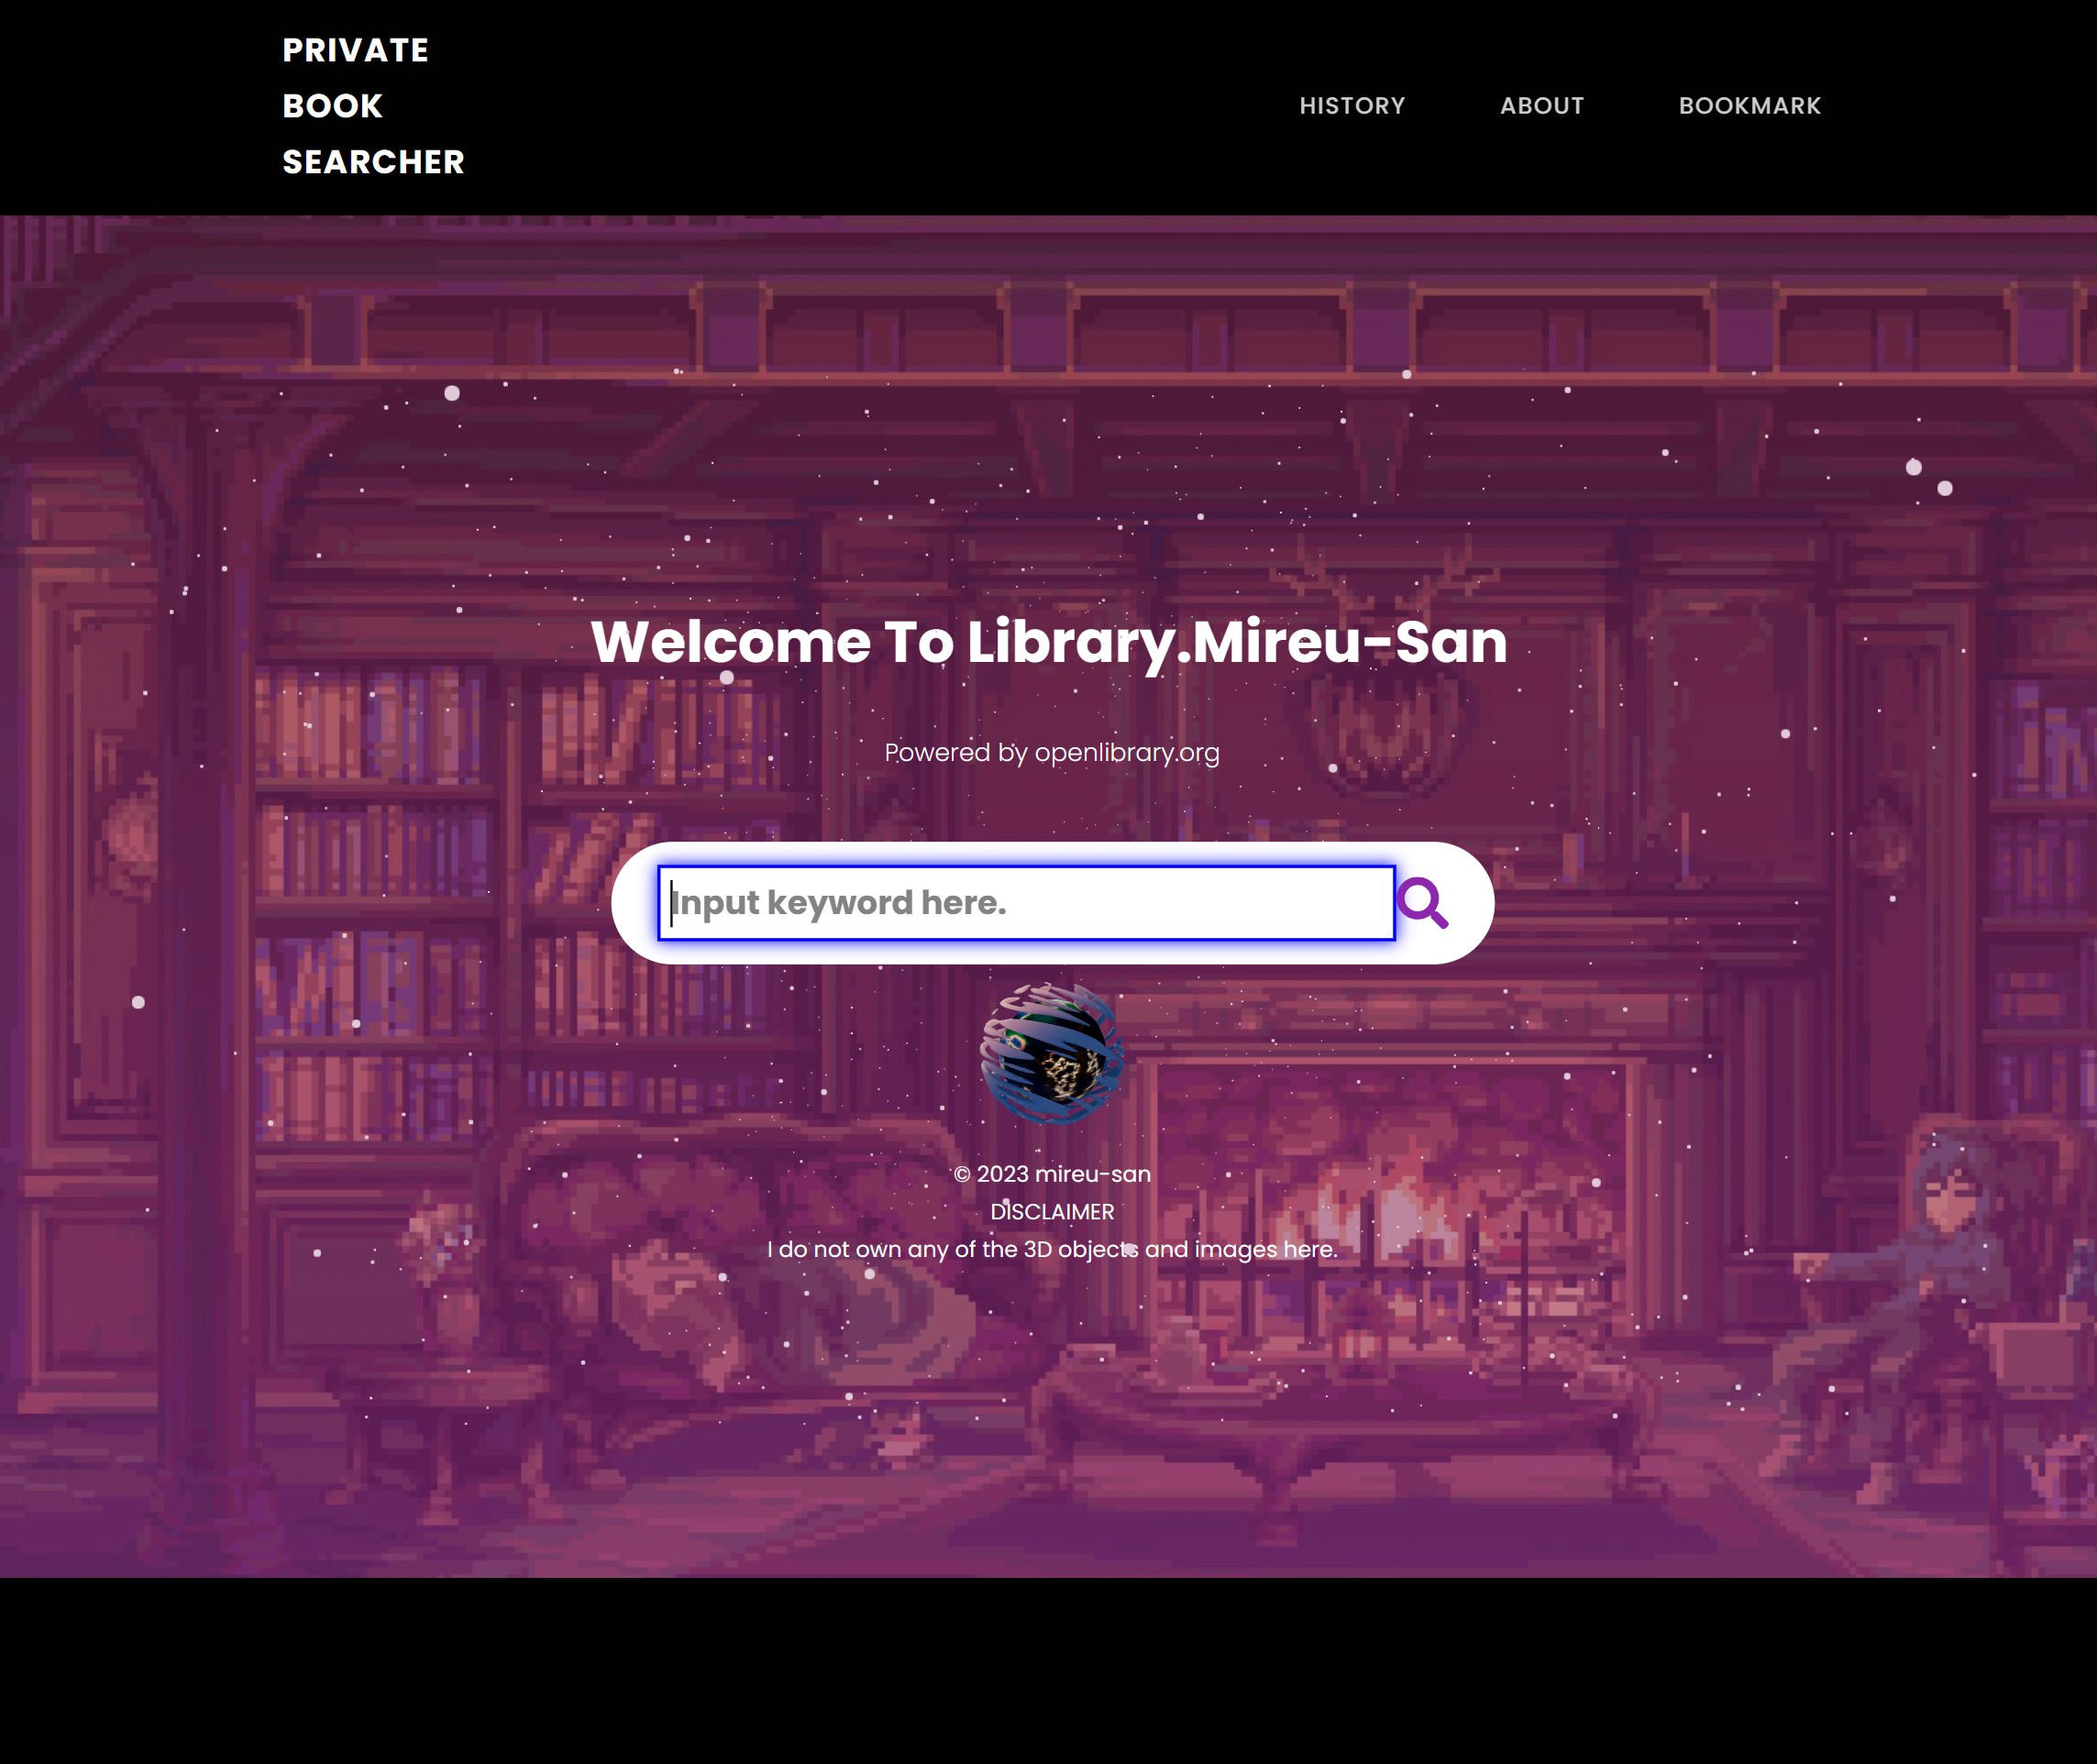 PRIVATE
BOOK
SEARCHER
HISTORY ABOUT BOOKMARK
Welcome To Library.Mireu-San
Powered by openlibrary.org
Input keyword here.
© 2023 mireu-san
DISCLAIMER
I do not own any of the 3D objects and images here.